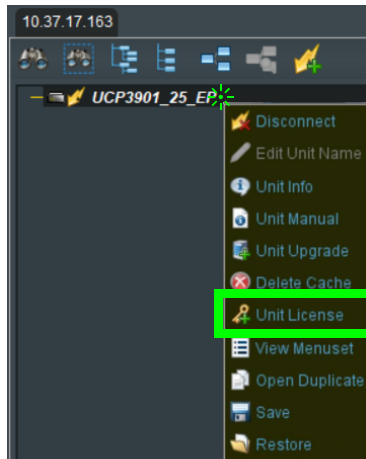 10.37.17.163
UCP3901_25_EP
Disconnect
Edit Unit Name
Unit Info
Unit Manual
Unit Upgrade
Delete Cache
Unit License
View Menuset
Open Duplicate
Save
Restore